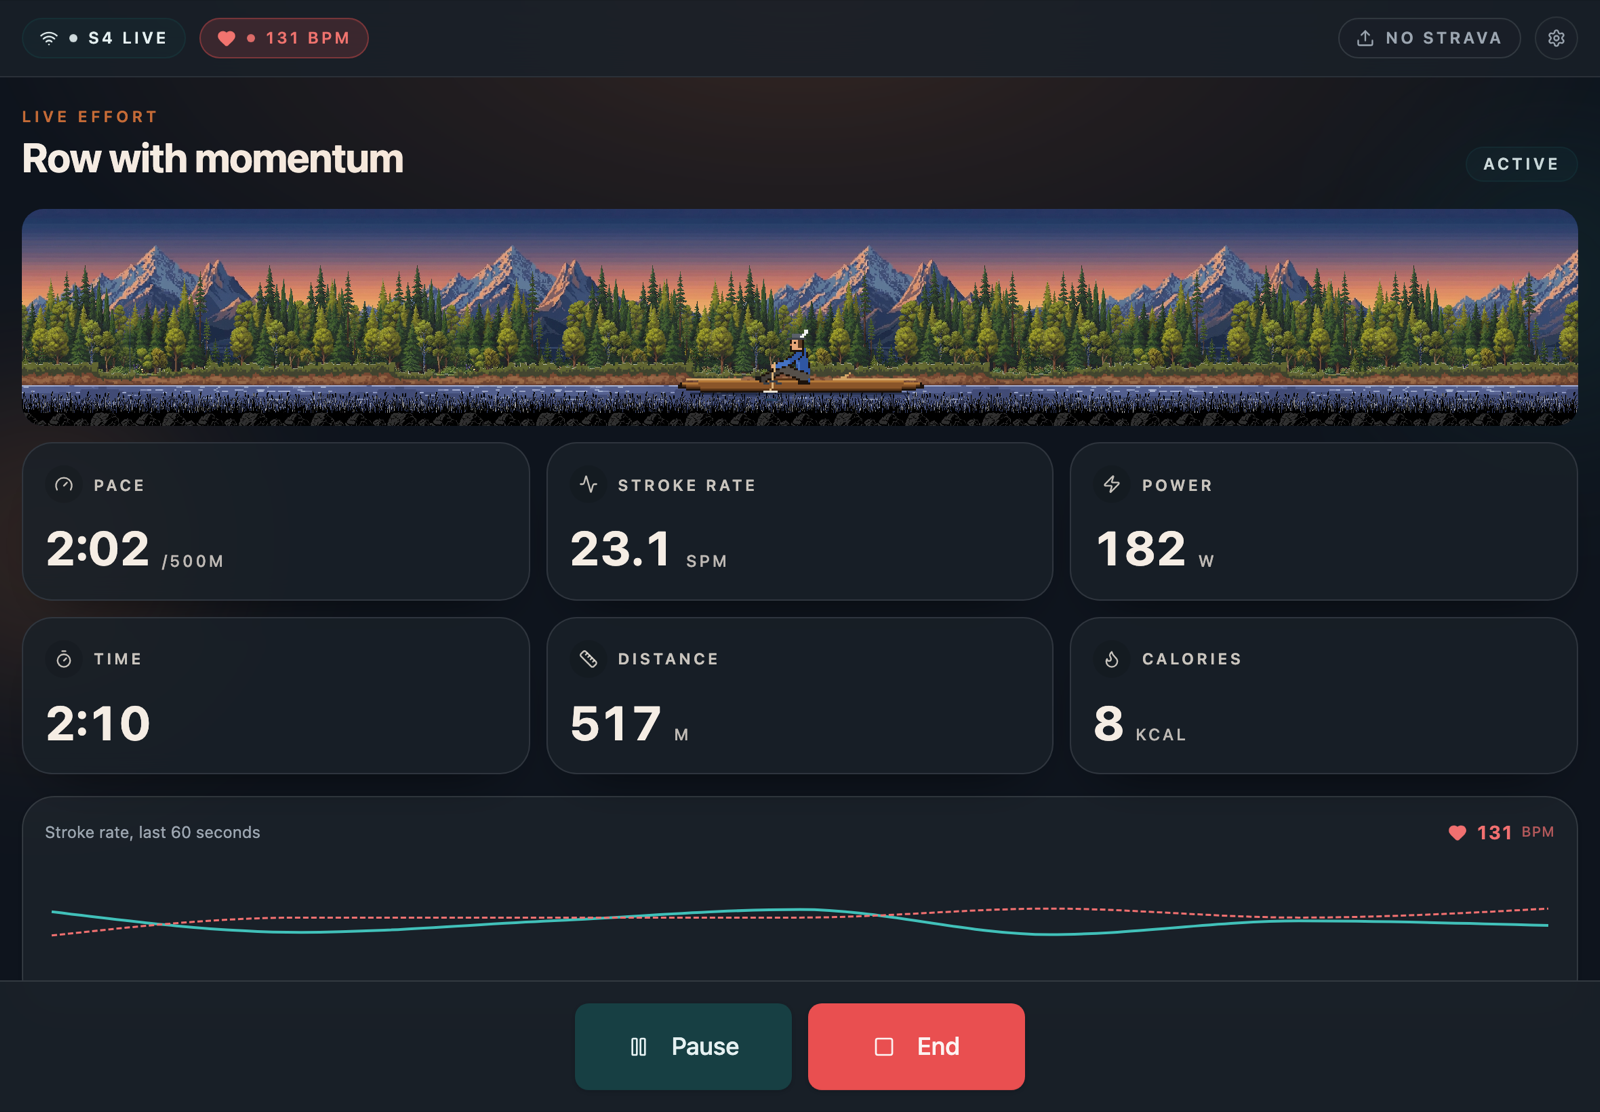 S4 LIVE
131 BPM
NO STRAVA
LIVE EFFORT
Row with momentum
ACTIVE
PACE
2:02 /500M
STROKE RATE
23.1 SPM
POWER
182 W
TIME
2:10
DISTANCE
517 M
CALORIES
8 KCAL
Stroke rate, last 60 seconds
131 BPM
Pause
End